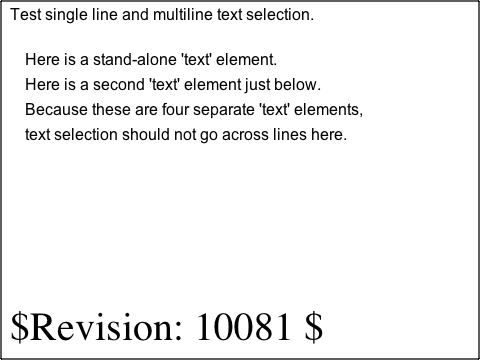 Test single line and multiline text selection.
Here is a stand-alone 'text' element.
Here is a second 'text' element just below.
Because these are four separate 'text' elements,
text selection should not go across lines here.
$Revision: 10081 $